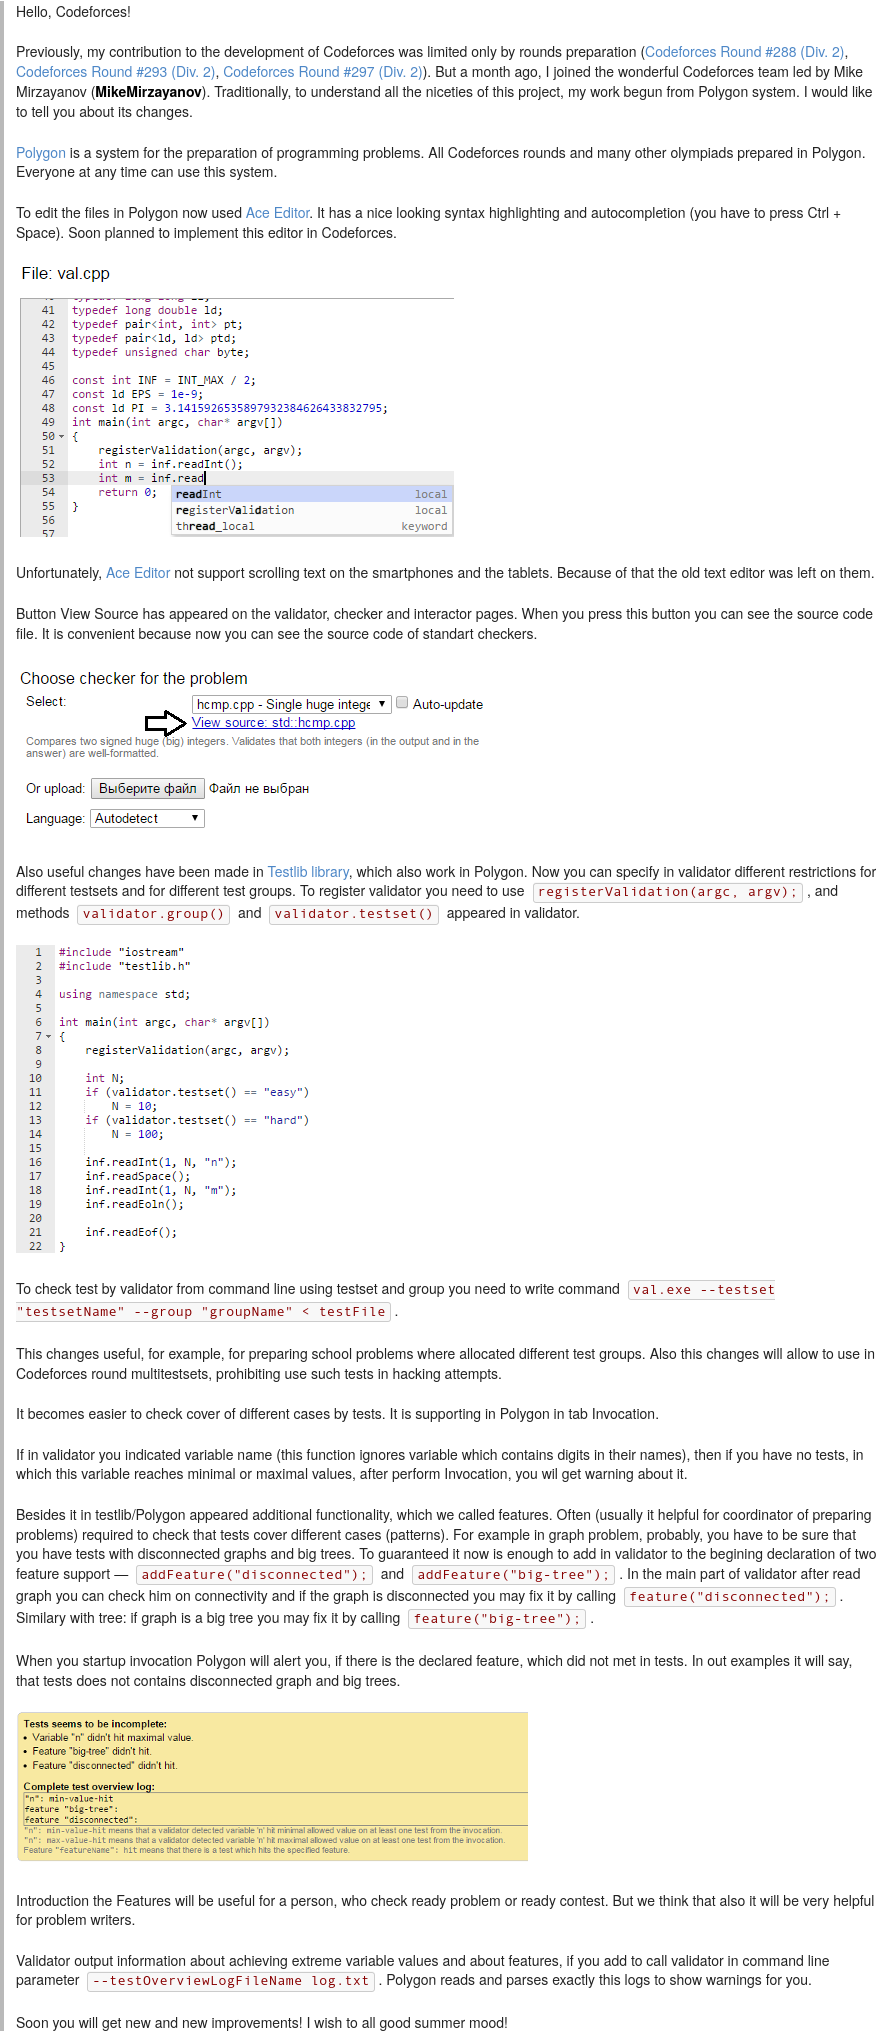 Hello, Codeforces!
Previously, my contribution to the development of Codeforces was limited only by rounds preparation (Codeforces Round #288 (Div. 2),
Codeforces Round #293 (Div. 2), Codeforces Round #297 (Div. 2)). But a month ago, I joined the wonderful Codeforces team led by Mike
Mirzayanov (MikeMirzayanov). Traditionally, to understand all the niceties of this project, my work begun from Polygon system. I would like
to tell you about its changes.
Polygon is a system for the preparation of programming problems. All Codeforces rounds and many other olympiads prepared in Polygon.
Everyone at any time can use this system.
To edit the files in Polygon now used Ace Editor. It has a nice looking syntax highlighting and autocompletion (you have to press Ctrl +
Space). Soon planned to implement this editor in Codeforces.
File: val.cpp
41 typedef long double ld;
42 typedef pair<int, int> pt;
43 typedef pair<ld, ld> ptd;
44 typedef unsigned char byte;
45
46 const int INF = INT_MAX / 2;
47 const ld EPS = 1e-9;
48 const ld PI = 3.1415926535897932384626433832795;
49 int main(int argc, char* argv[])
50 {
51 registerValidation(argc, argv);
52 int n = inf.readInt();
53 int m = inf.read
54 return 0; readInt local
55 } registerValidation local
56 thread_local keyword
57
Unfortunately, Ace Editor not support scrolling text on the smartphones and the tablets. Because of that the old text editor was left on them.
Button View Source has appeared on the validator, checker and interactor pages. When you press this button you can see the source code
file. It is convenient because now you can see the source code of standart checkers.
Choose checker for the problem
Select: hcmp.cpp - Single huge intege Auto-update
View source: std::hcmp.cpp
Compares two signed huge (big) integers. Validates that both integers (in the output and in the
answer) are well-formatted.
Or upload: Выберите файл Файл не выбран
Language: Autodetect
Also useful changes have been made in Testlib library, which also work in Polygon. Now you can specify in validator different restrictions for
different testsets and for different test groups. To register validator you need to use registerValidation(argc, argv); , and
methods validator.group() and validator.testset() appeared in validator.
1 #include "iostream"
2 #include "testlib.h"
3
4 using namespace std;
5
6 int main(int argc, char* argv[])
7 {
8 registerValidation(argc, argv);
9
10 int N;
11 if (validator.testset() == "easy")
12 N = 10;
13 if (validator.testset() == "hard")
14 N = 100;
15
16 inf.readInt(1, N, "n");
17 inf.readSpace();
18 inf.readInt(1, N, "m");
19 inf.readEoln();
20
21 inf.readEof();
22 }
To check test by validator from command line using testset and group you need to write command val.exe --testset
"testsetName" --group "groupName" < testFile .
This changes useful, for example, for preparing school problems where allocated different test groups. Also this changes will allow to use in
Codeforces round multitestsets, prohibiting use such tests in hacking attempts.
It becomes easier to check cover of different cases by tests. It is supporting in Polygon in tab Invocation.
If in validator you indicated variable name (this function ignores variable which contains digits in their names), then if you have no tests, in
which this variable reaches minimal or maximal values, after perform Invocation, you wil get warning about it.
Besides it in testlib/Polygon appeared additional functionality, which we called features. Often (usually it helpful for coordinator of preparing
problems) required to check that tests cover different cases (patterns). For example in graph problem, probably, you have to be sure that
you have tests with disconnected graphs and big trees. To guaranteed it now is enough to add in validator to the begining declaration of two
feature support — addFeature("disconnected"); and addFeature("big-tree"); . In the main part of validator after read
graph you can check him on connectivity and if the graph is disconnected you may fix it by calling feature("disconnected"); .
Similary with tree: if graph is a big tree you may fix it by calling feature("big-tree"); .
When you startup invocation Polygon will alert you, if there is the declared feature, which did not met in tests. In out examples it will say,
that tests does not contains disconnected graph and big trees.
Tests seems to be incomplete:
• Variable "n" didn't hit maximal value.
• Feature "big-tree" didn't hit.
• Feature "disconnected" didn't hit.
Complete test overview log:
"n": min-value-hit
feature "big-tree":
feature "disconnected":
"n": min-value-hit means that a validator detected variable 'n' hit minimal allowed value on at least one test from the invocation.
"n": max-value-hit means that a validator detected variable 'n' hit maximal allowed value on at least one test from the invocation.
Feature "featureName": hit means that there is a test which hits the specified feature.
Introduction the Features will be useful for a person, who check ready problem or ready contest. But we think that also it will be very helpful
for problem writers.
Validator output information about achieving extreme variable values and about features, if you add to call validator in command line
parameter --testOverviewLogFileName log.txt . Polygon reads and parses exactly this logs to show warnings for you.
Soon you will get new and new improvements! I wish to all good summer mood!